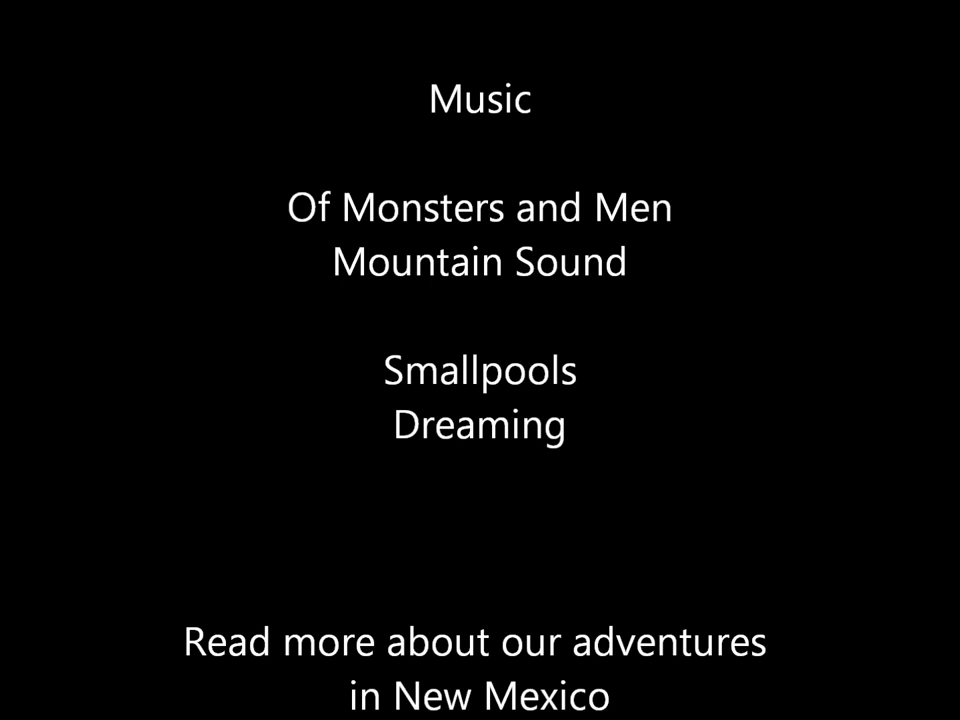 Music
Of Monsters and Men
Mountain Sound
Smallpools
Dreaming
Read more about our adventures
in New Mexico